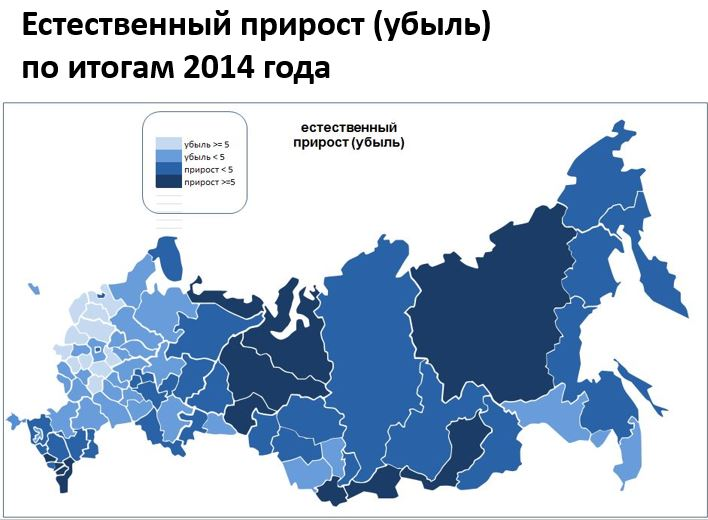 Естественный прирост (убыль)
по итогам 2014 года
естественный
прирост (убыль)
убыль >= 5
убыль < 5
прирост < 5
прирост >=5